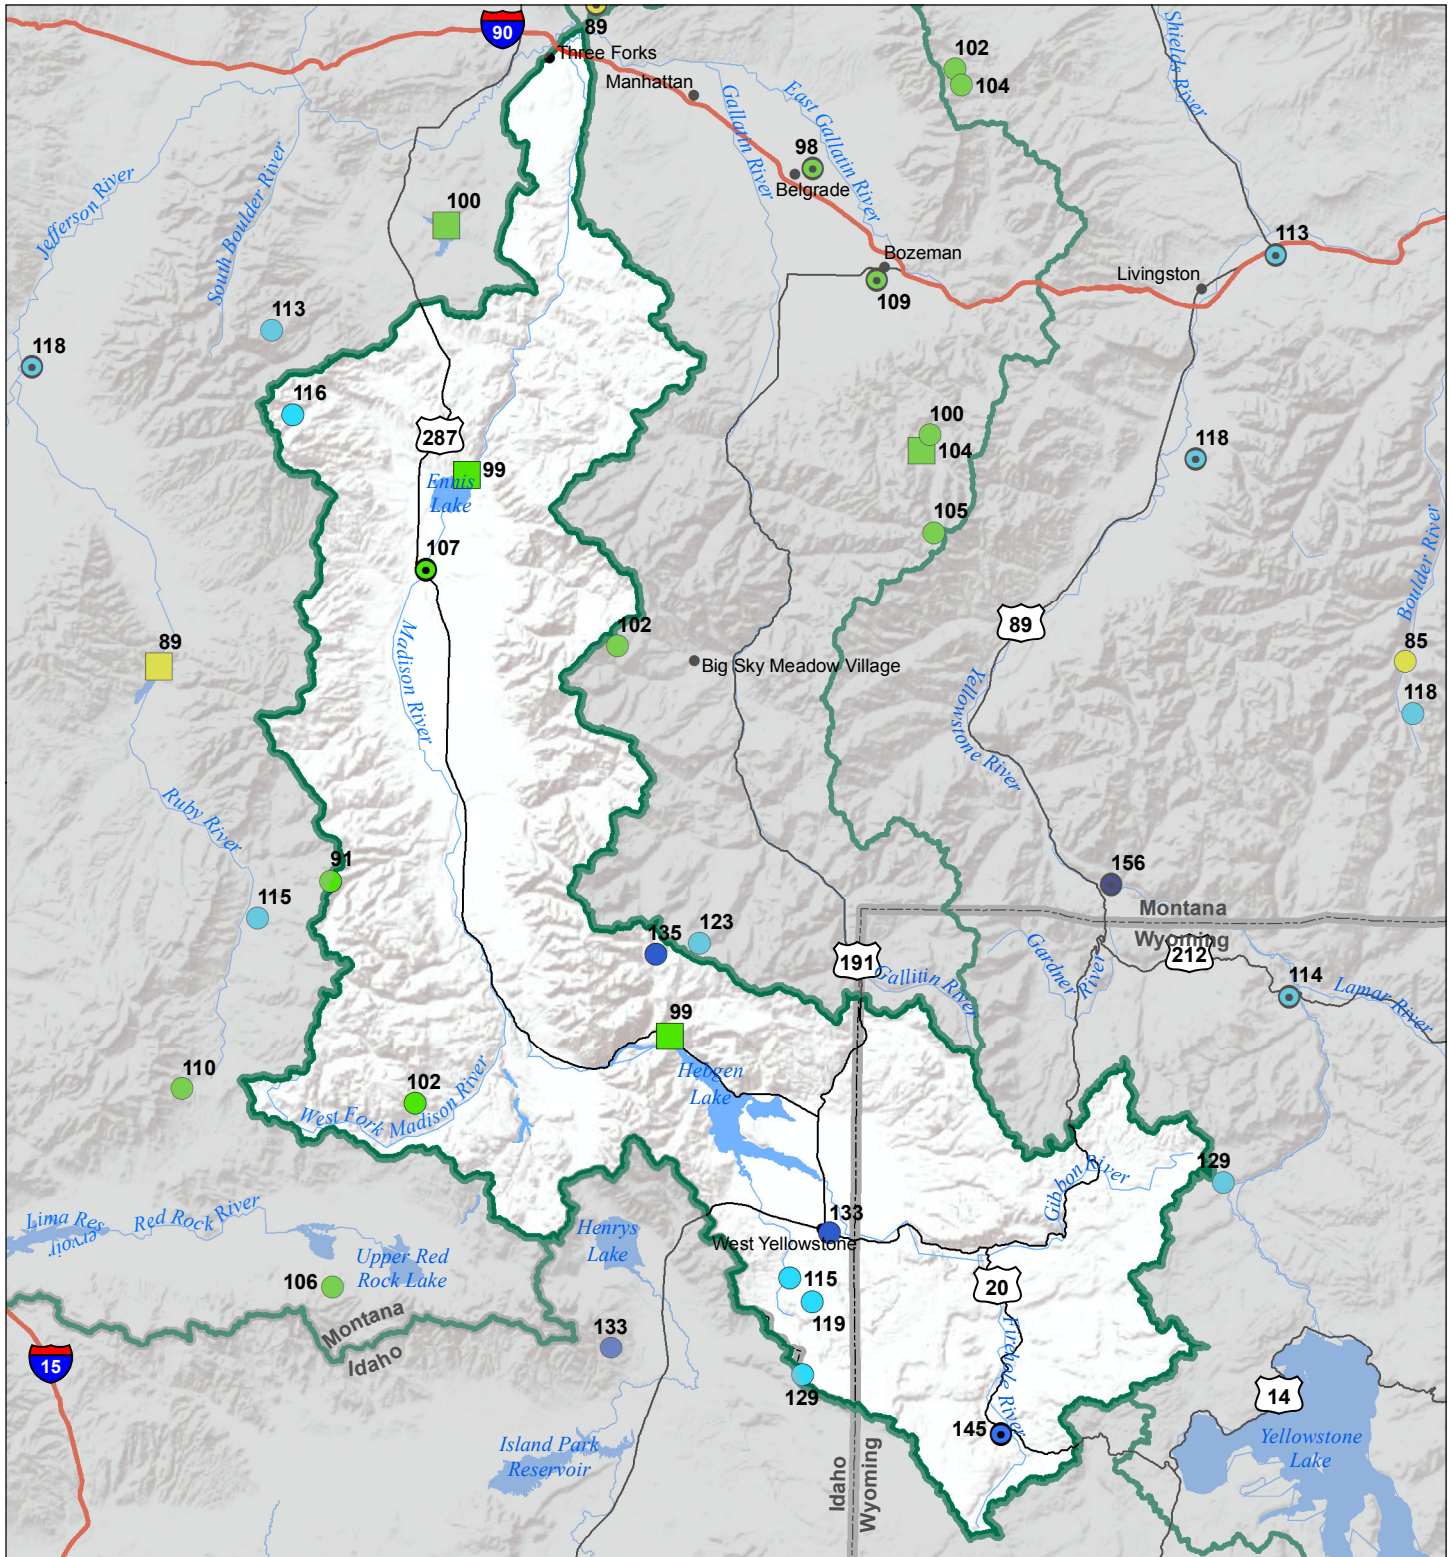 90
89
Three Forks
Manhattan
Shields River
102
104
Gallatin River
East Gallatin River
98
Belgrade
Jefferson River
South Boulder River
100
Bozeman
109
Livingston
113
113
118
116
287
99
Ennis
Lake
100
104
118
105
107
Boulder River
102
Big Sky Meadow Village
89
89
85
118
Madison River
Yellowstone River
Ruby River
91
115
156
Montana
Wyoming
135
123
191
Gallitin River
Gardner River
212
114
Lamar River
99
Hebgen
Lake
110
102
West Fork Madison River
Gibbon River
129
Lima Reservoir
Red Rock River
Upper Red
Rock Lake
Henrys
Lake
133
West Yellowstone
106
115
119
20
Montana
Idaho
133
15
129
Firehole River
14
145
Island Park
Reservoir
Yellowstone
Lake
Idaho
Wyoming